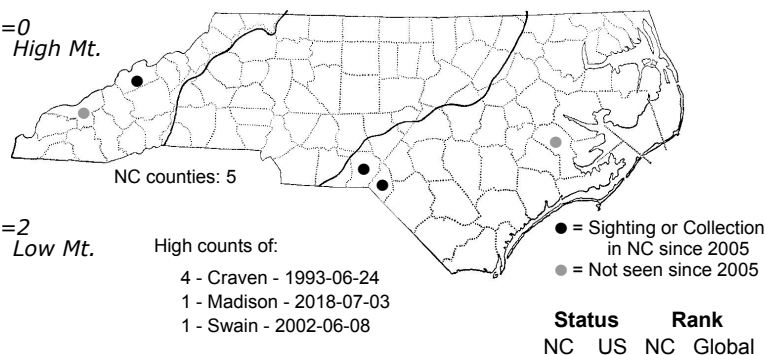 =0
High Mt.
NC counties: 5
=2
Low Mt.
High counts of:
4 - Craven - 1993-06-24
1 - Madison - 2018-07-03
1 - Swain - 2002-06-08
● = Sighting or Collection
in NC since 2005
● = Not seen since 2005
Status Rank
NC US NC Global